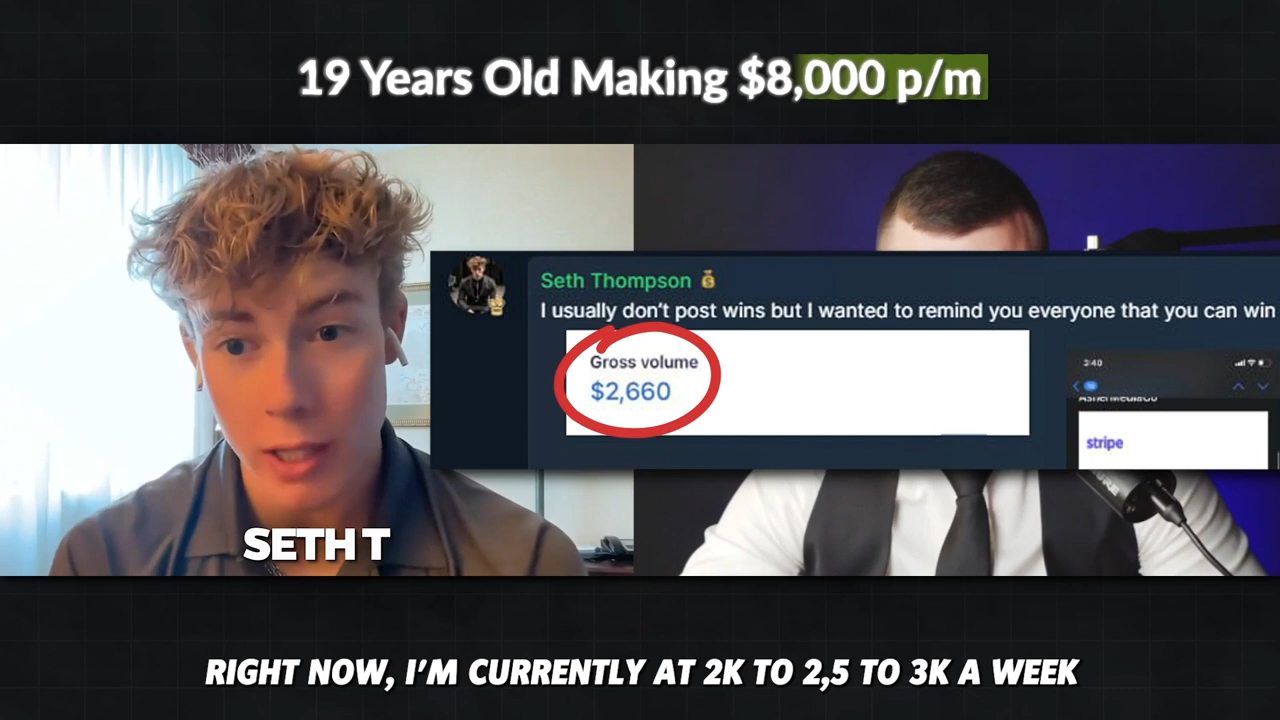 19 Years Old Making $8,000 p/m
Seth Thompson 💰
I usually don't post wins but I wanted to remind you everyone that you can win
Gross volume
$2,660
3:40
AsherMediaCo
stripe
SETH T
RIGHT NOW, I'M CURRENTLY AT 2K TO 2,5 TO 3K A WEEK